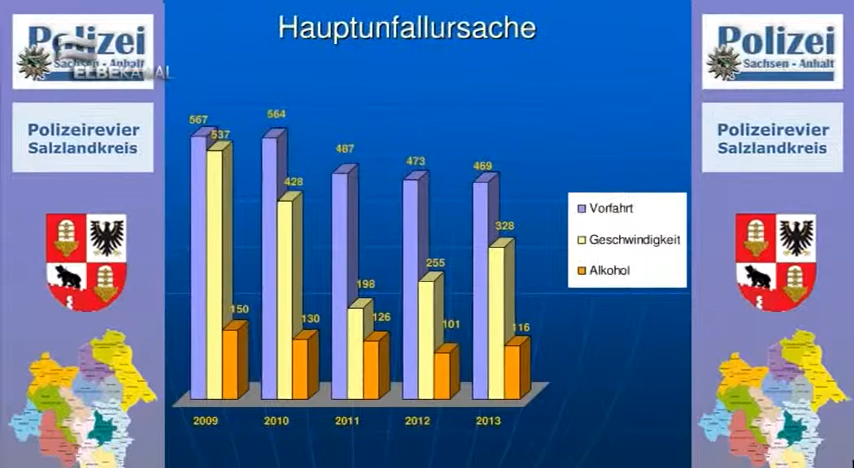 Hauptunfallursache
Polizei
Sachsen - Anhalt
ELBEKANAL
Polizeirevier
Salzlandkreis
567
537
150
564
428
130
487
198
126
473
255
101
469
328
116
2009
2010
2011
2012
2013
Vorfahrt
Geschwindigkeit
Alkohol
Polizei
Sachsen - Anhalt
Polizeirevier
Salzlandkreis